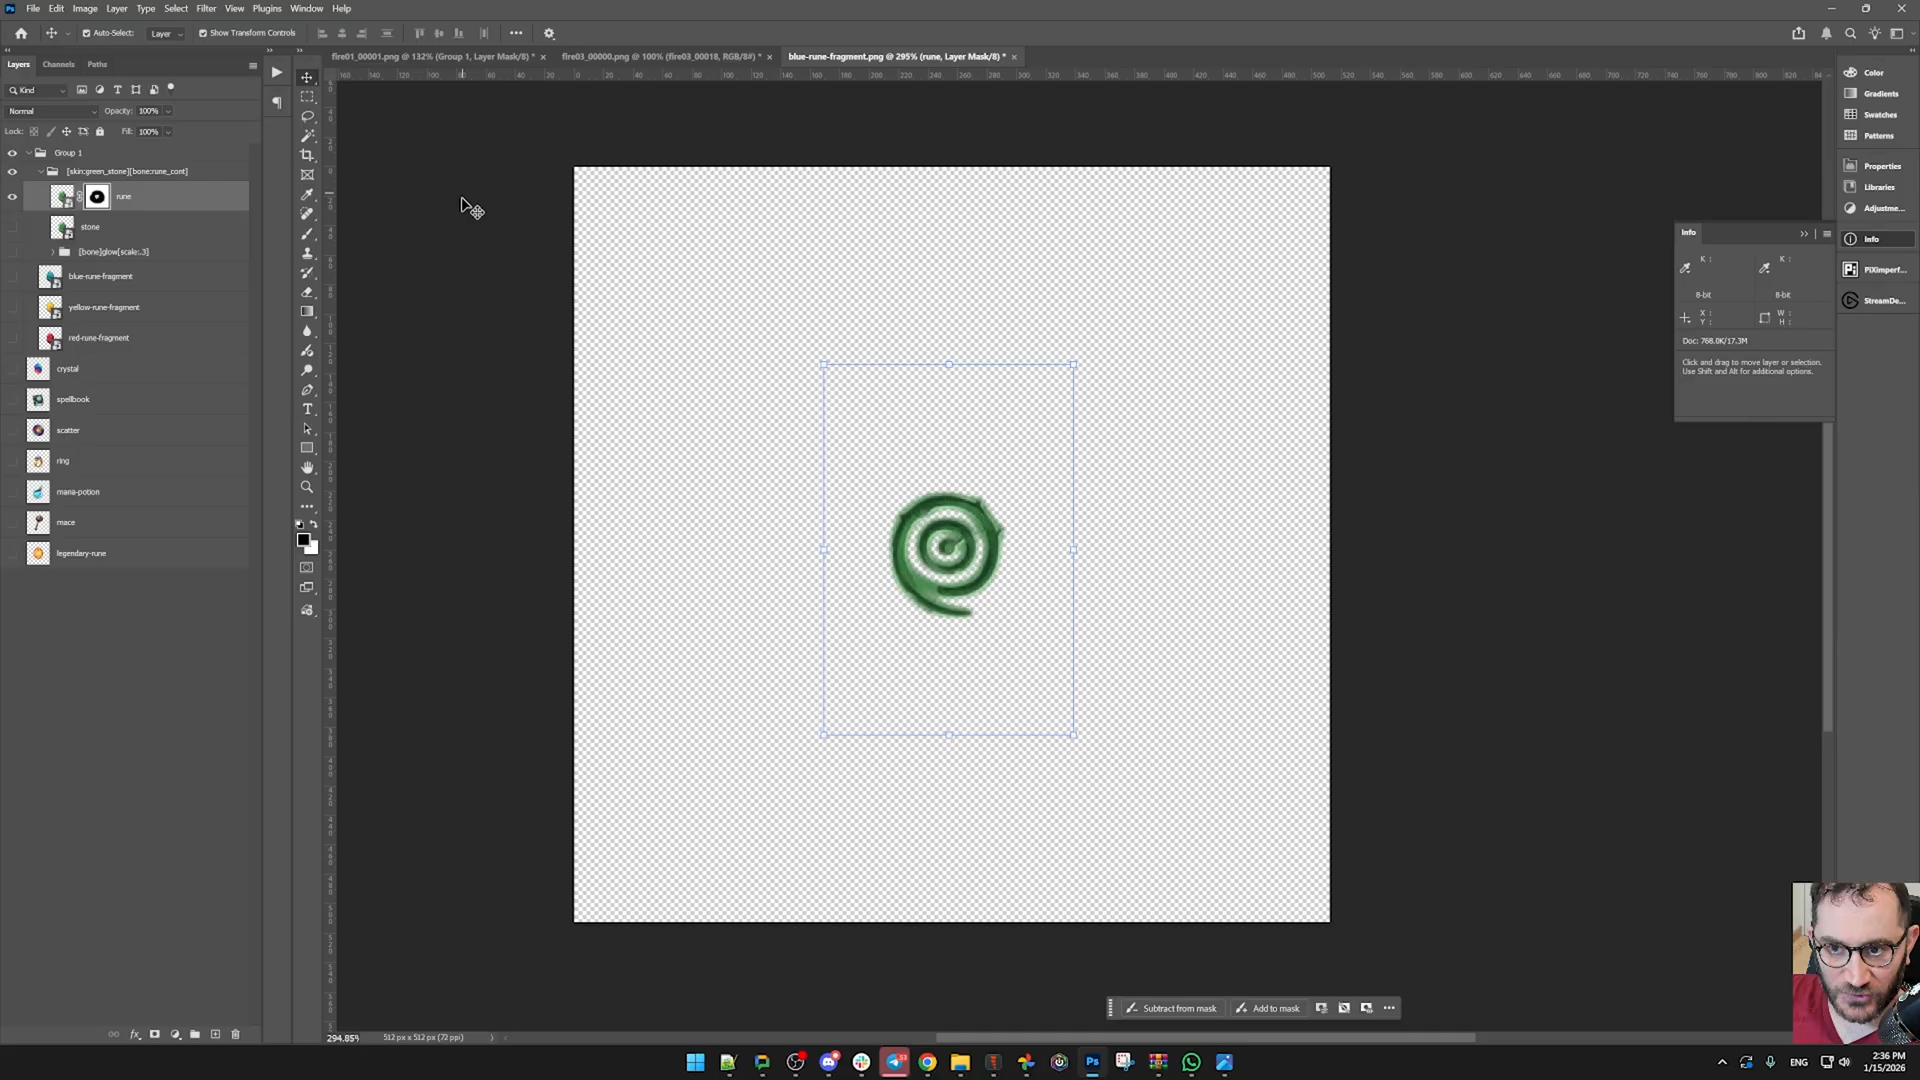 File Edit Image Layer Type Select Filter View Plugins Window Help
Auto-Select: Layer Show Transform Controls
Layers Channels Paths
fire01_00001.png @ 132% (Group 1, Layer Mask/8) * fire03_00000.png @ 100% (fire03_00018, RGB/8#) * blue-rune-fragment.png @ 295% (rune, Layer Mask/8) *
Kind
Normal Opacity: 100%
Lock: Fill: 100%
Group 1
[skin:green_stone][bone:rune_cont]
rune
stone
[bone]glow[scale:.3]
blue-rune-fragment
yellow-rune-fragment
red-rune-fragment
crystal
spellbook
scatter
ring
mana-potion
mace
legendary-rune
Color
Gradients
Swatches
Patterns
Properties
Libraries
Adjustme...
Info
PiXimperf...
StreamDe...
Info
K : K :
8-bit 8-bit
X : W :
Y : H :
Doc: 768.0K/17.3M
Click and drag to move layer or selection.
Use Shift and Alt for additional options.
Subtract from mask Add to mask
294.85% 512 px x 512 px (72 ppi)
ENG
2:36 PM
1/15/2026